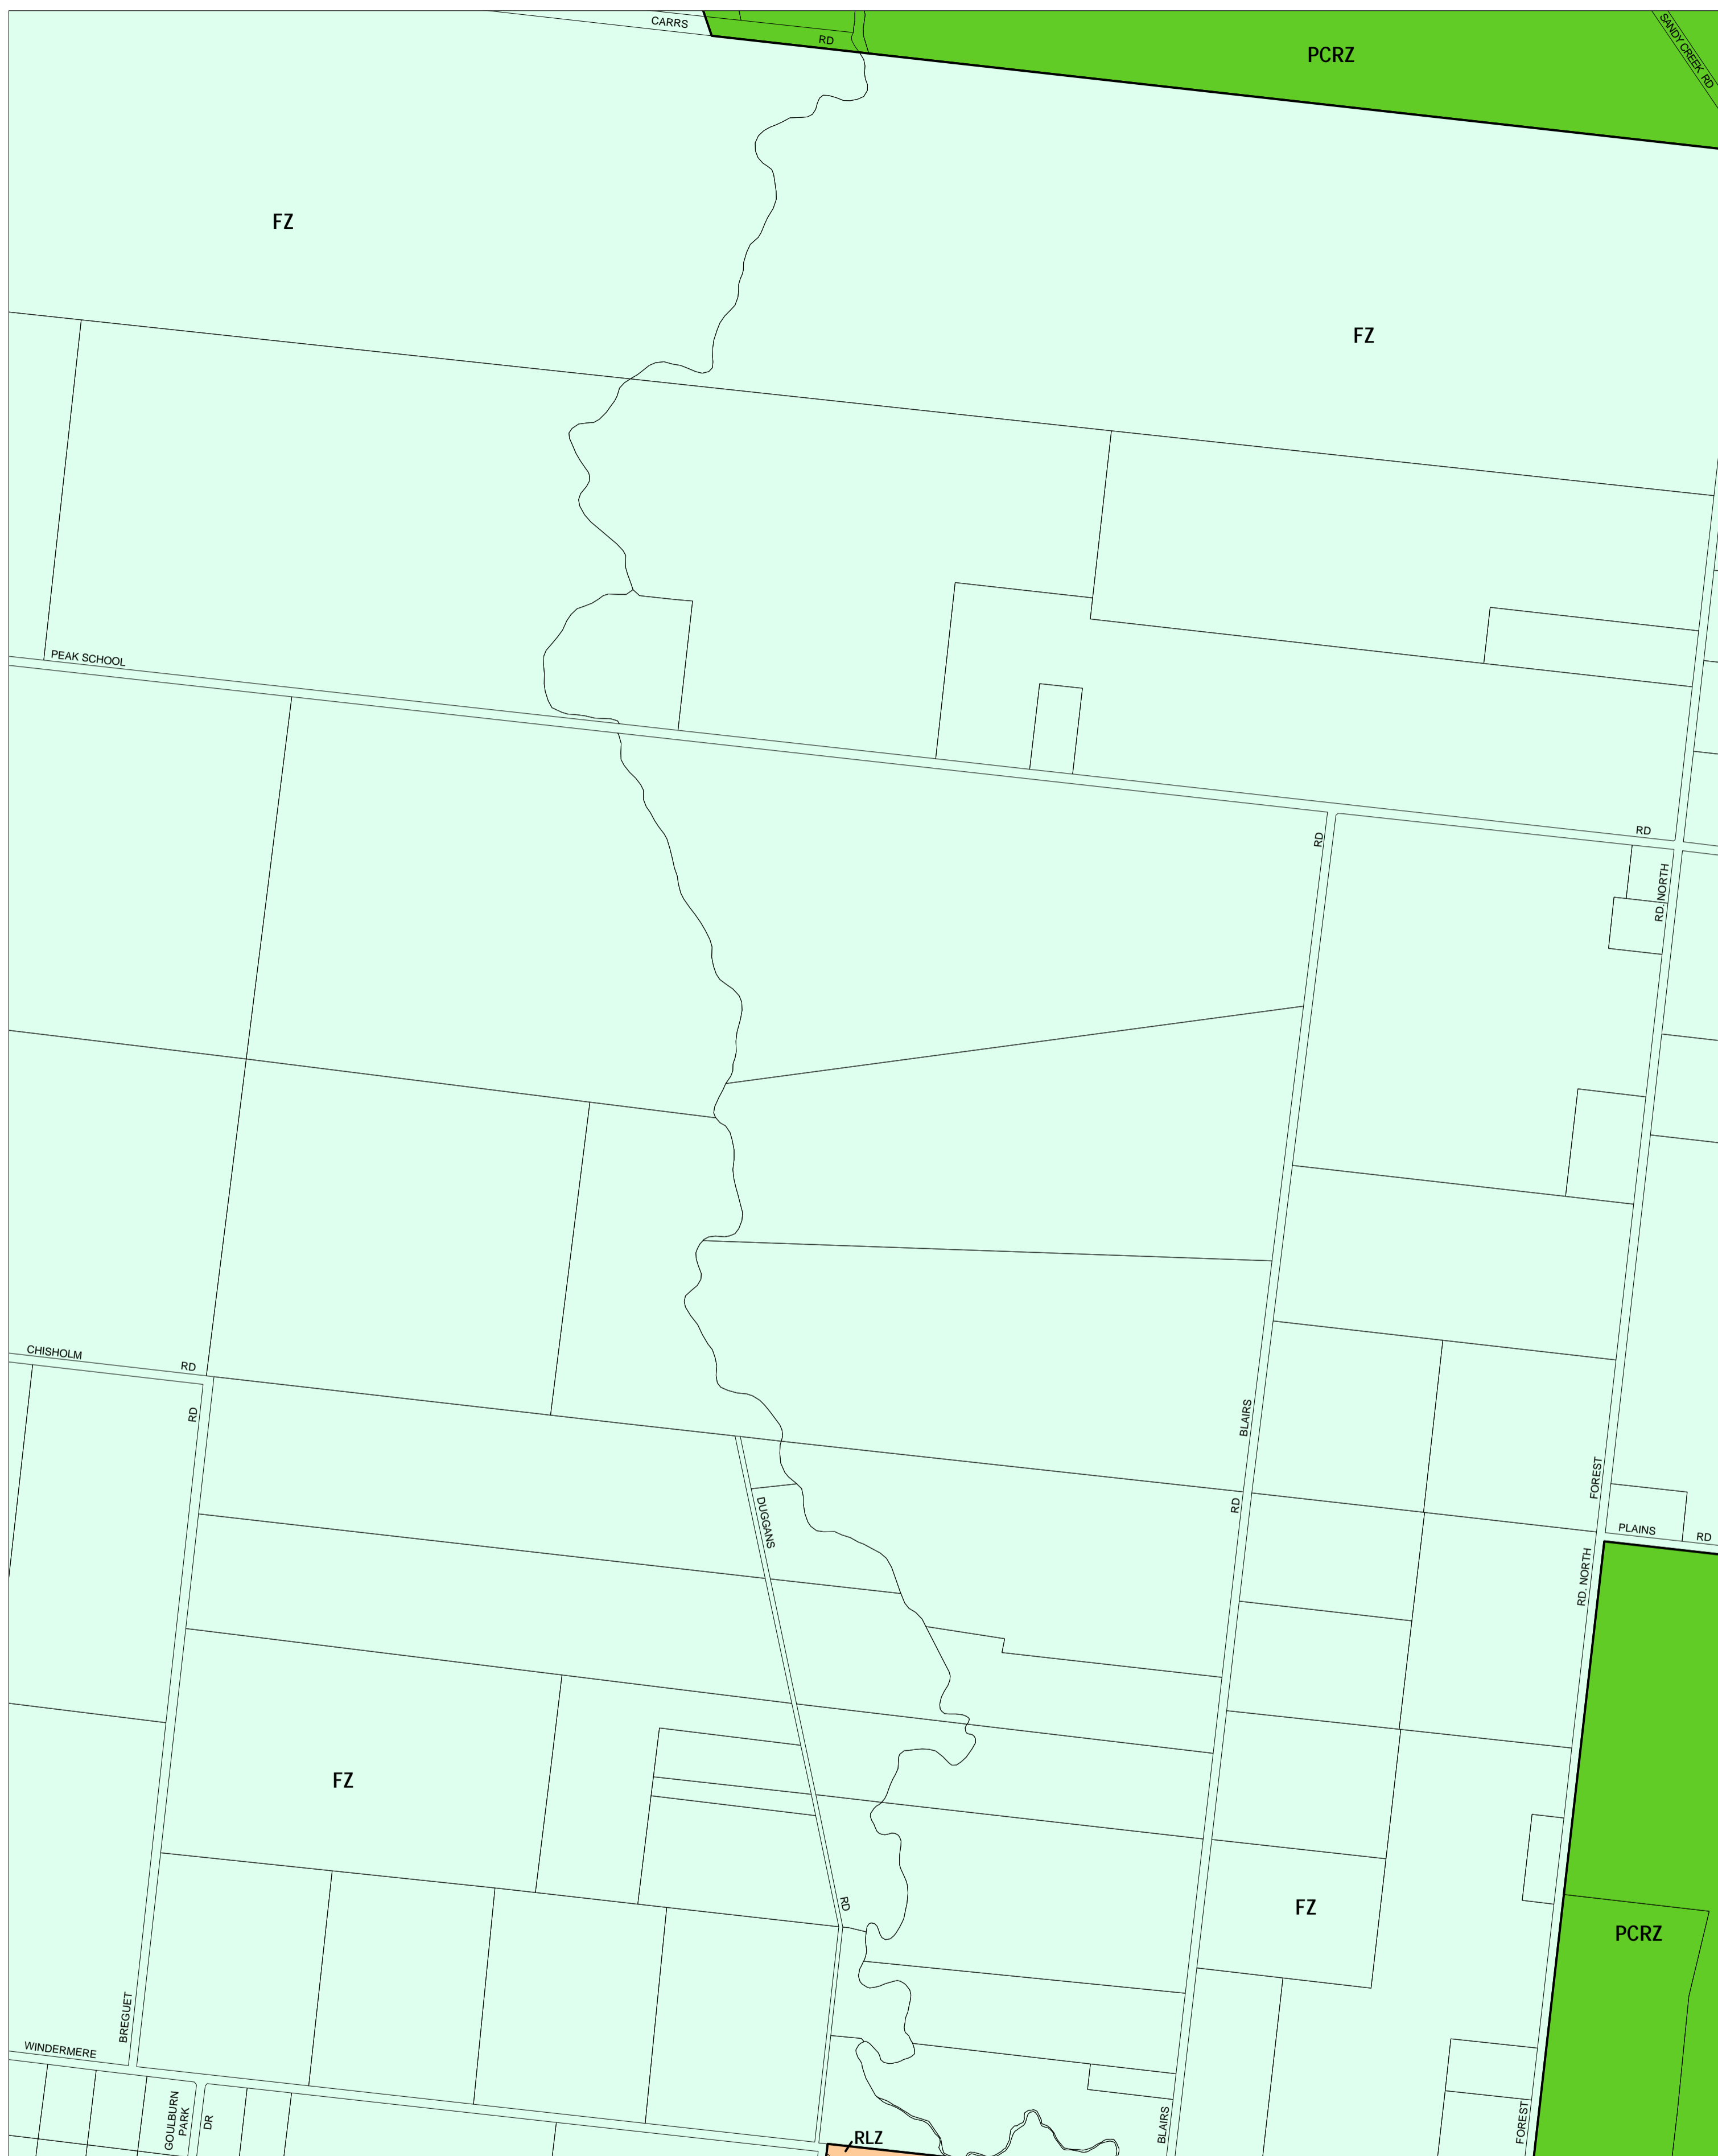 CARRS
RD
PCRZ
SANDY CREEK RD
FZ
FZ
PEAK SCHOOL
RD
RD
RD. NORTH
CHISHOLM
RD
RD
BLAIRS
FOREST
RD
DUGGANS
PLAINS
RD
RD. NORTH
FZ
RD
FZ
PCRZ
BREGUET
WINDERMERE
GOULBURN
PARK
DR
BLAIRS
FOREST
RLZ